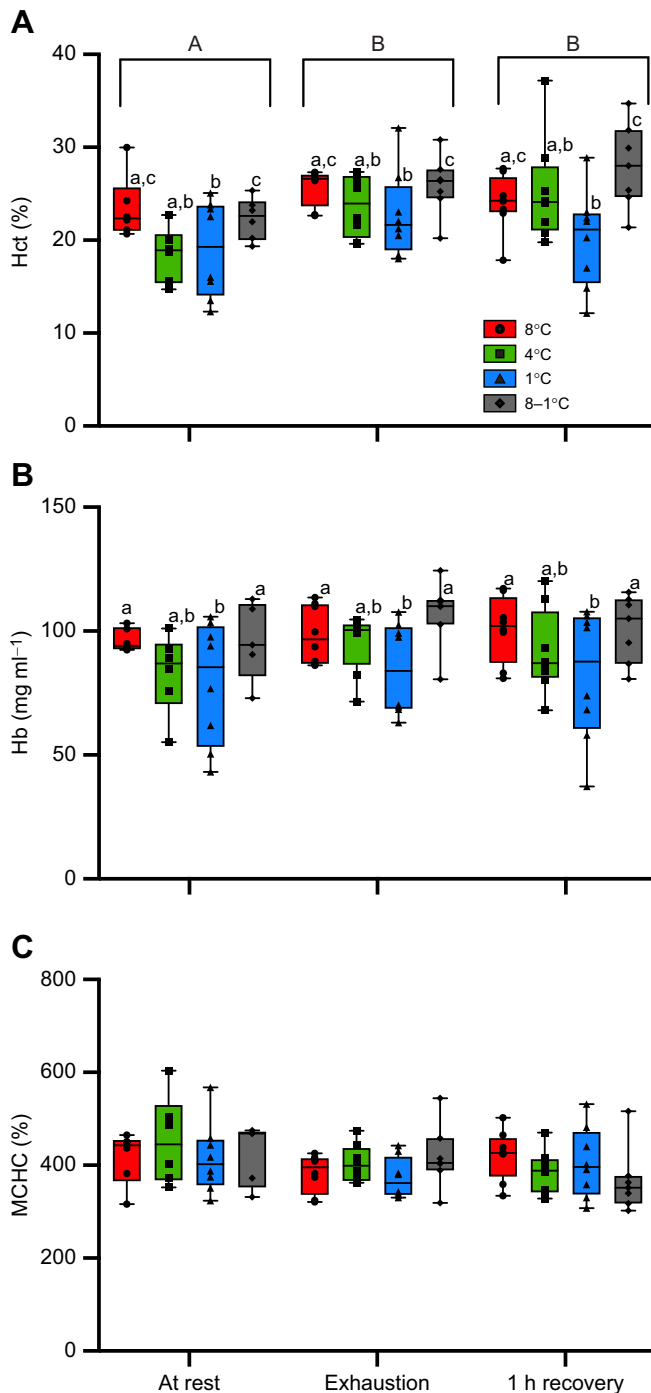 A
A B B
40
30
20
10
0
Hct (%)
a,c a,b b c a,c a,b b c a,c a,b b c
8°C
4°C
1°C
8–1°C
B
150
100
50
0
Hb (mg ml⁻¹)
a a,b b a a a,b b a a a,b b a
C
800
600
400
200
0
MCHC (%)
At rest Exhaustion 1 h recovery